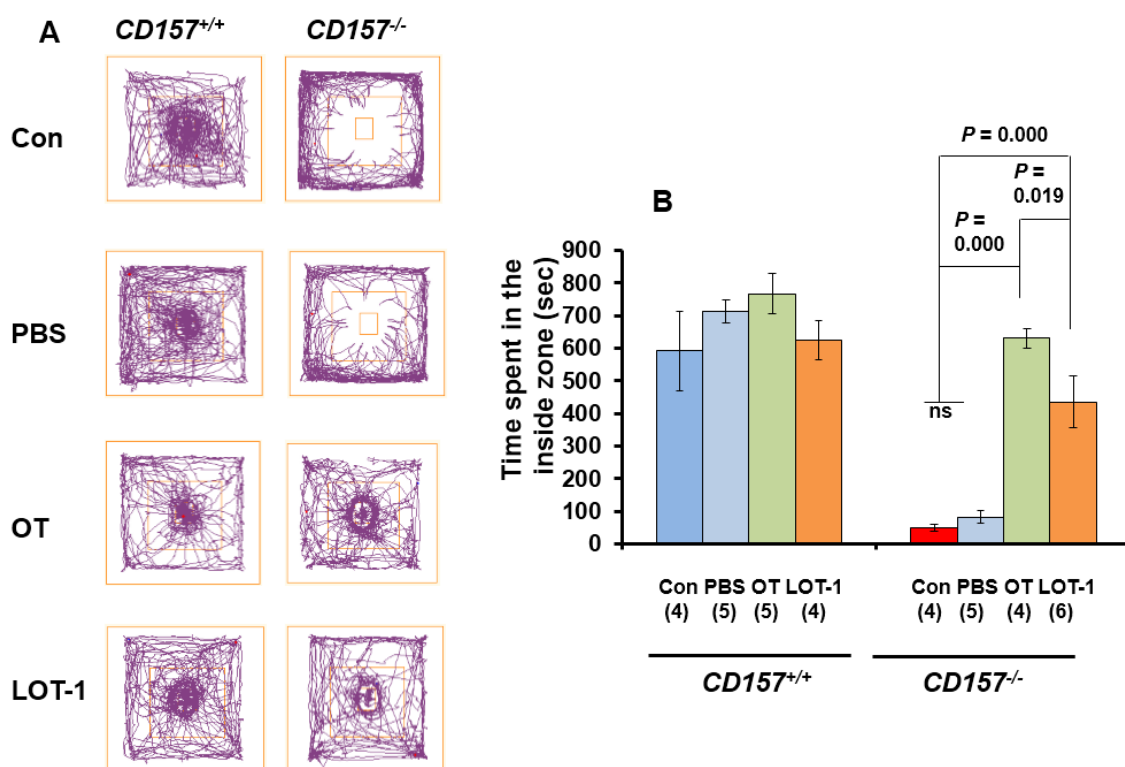 A
CD157+/+ CD157-/-
Con
PBS
OT
LOT-1
B
P = 0.000
P =
0.019
P =
0.000
Time spent in the
inside zone (sec)
900
800
700
600
500
400
300
200
100
0
ns
Con PBS OT LOT-1
(4) (5) (5) (4)
CD157+/+
Con PBS OT LOT-1
(4) (5) (4) (6)
CD157-/-